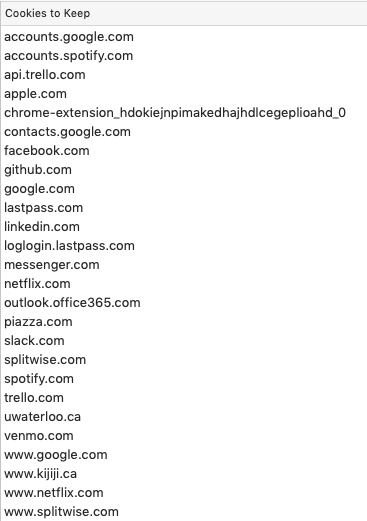 Cookies to Keep
accounts.google.com
accounts.spotify.com
api.trello.com
apple.com
chrome-extension_hdokiejnpimakedhajhdlcegeplioahd_0
contacts.google.com
facebook.com
github.com
google.com
lastpass.com
linkedin.com
loglogin.lastpass.com
messenger.com
netflix.com
outlook.office365.com
piazza.com
slack.com
splitwise.com
spotify.com
trello.com
uwaterloo.ca
venmo.com
www.google.com
www.kijiji.ca
www.netflix.com
www.splitwise.com